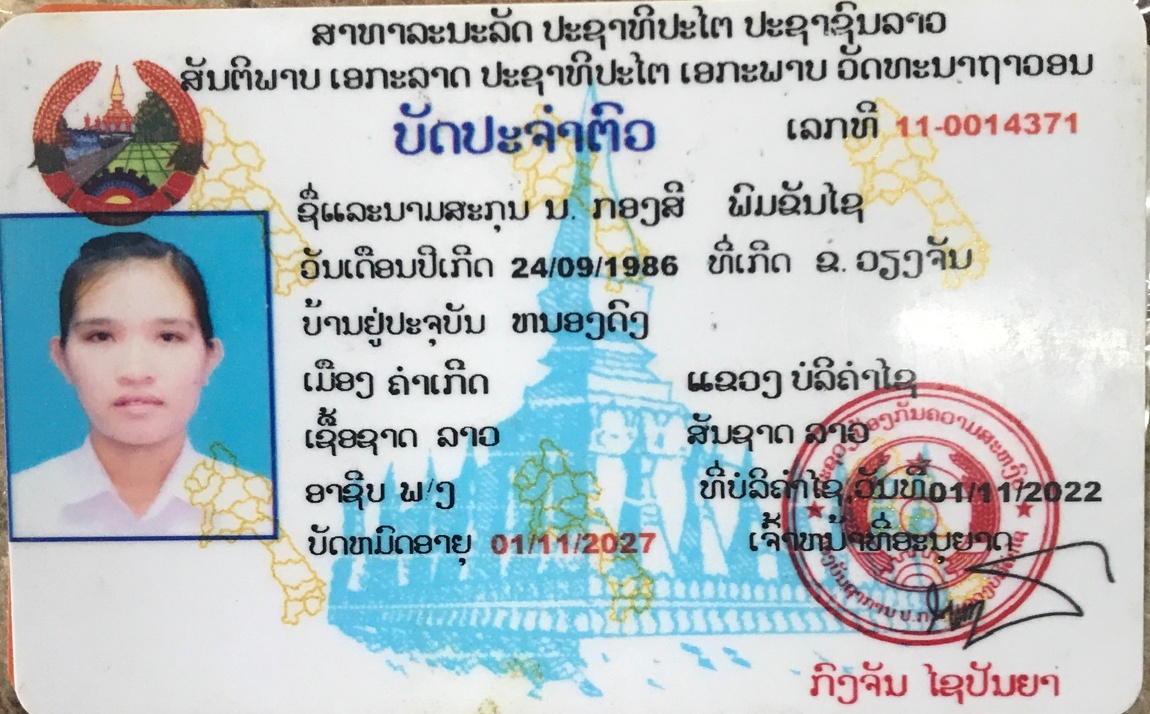 ສາທາລະນະລັດ ປະຊາທິປະໄຕ ປະຊາຊົນລາວ
ສັນຕິພາບ ເອກະລາດ ປະຊາທິປະໄຕ ເອກະພາບ ວັດທະນາຖາວອນ
ບັດປະຈຳຕົວ
ເລກທີ 11-0014371
ຊື່ແລະນາມສະກຸນ ນ. ກອງສີ ພົມຂັນໄຊ
ວັນເດືອນປີເກີດ 24/09/1986 ທີ່ເກີດ ຂ. ວຽງຈັນ
ບ້ານຢູ່ປະຈຸບັນ ຫນອງດົງ
ເມືອງ ຄຳເກີດ ແຂວງ ບໍລິຄຳໄຊ
ເຊື້ອຊາດ ລາວ ສັນຊາດ ລາວ
ອາຊີບ ພ/ງ ທີ່ບໍລິຄຳໄຊ ວັນທີ 01/11/2022
ບັດຫມົດອາຍຸ 01/11/2027 ເຈົ້າຫນ້າທີ່ອະນຸຍາດ
ກົງຈັນ ໄຊປັນຍາ